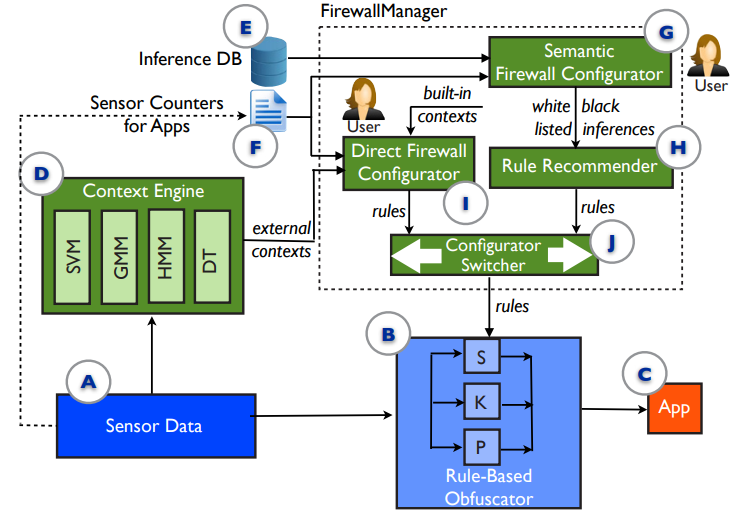 FirewallManager
E
G
Inference DB
Semantic
Firewall Configurator
User
Sensor Counters
for Apps
F
User
built-in
contexts
white
listed
black
inferences
D
Context Engine
SVM
GMM
HMM
DT
external
contexts
Direct Firewall
Configurator
I
H
Rule Recommender
rules
rules
J
Configurator
Switcher
rules
B
A
Sensor Data
S
K
P
Rule-Based
Obfuscator
C
App